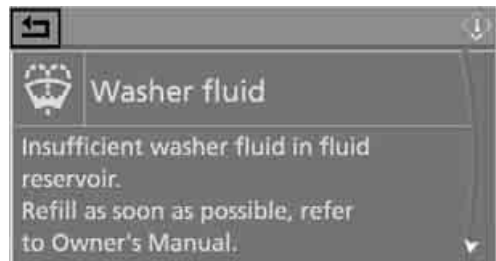 Washer fluid
Insufficient washer fluid in fluid
reservoir.
Refill as soon as possible, refer
to Owner's Manual.